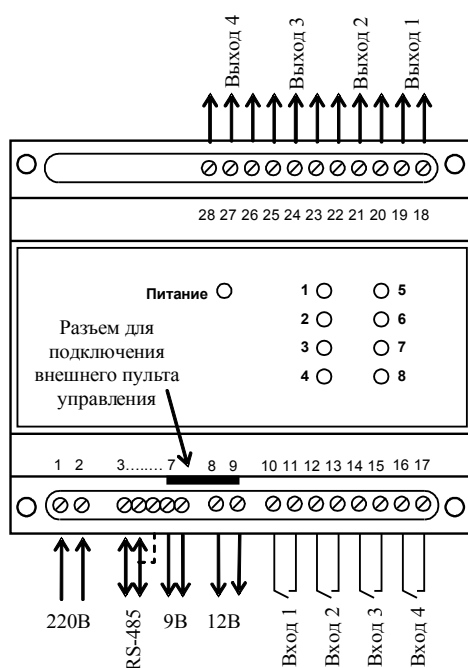 Выход 4 Выход 3 Выход 2 Выход 1
28 27 26 25 24 23 22 21 20 19 18
Питание 1 5
2 6
3 7
4 8
Разъем для
подключения
внешнего пульта
управления
1 2 3........ 7 8 9 10 11 12 13 14 15 16 17
220В RS-485 9В 12В Вход 1 Вход 2 Вход 3 Вход 4